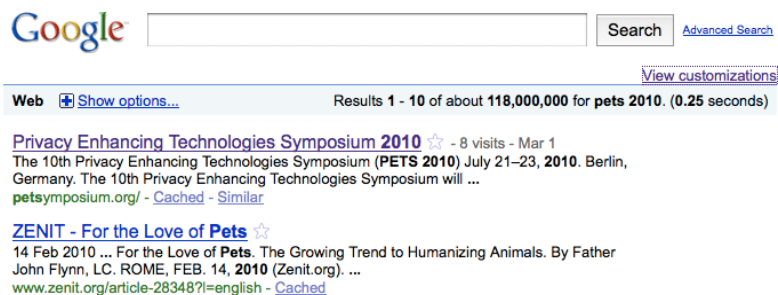 Google Search Advanced Search
View customizations
Web Show options... Results 1 - 10 of about 118,000,000 for pets 2010. (0.25 seconds)
Privacy Enhancing Technologies Symposium 2010 - 8 visits - Mar 1
The 10th Privacy Enhancing Technologies Symposium (PETS 2010) July 21–23, 2010. Berlin,
Germany. The 10th Privacy Enhancing Technologies Symposium will ...
petsymposium.org/ - Cached - Similar
ZENIT - For the Love of Pets
14 Feb 2010 ... For the Love of Pets. The Growing Trend to Humanizing Animals. By Father
John Flynn, LC. ROME, FEB. 14, 2010 (Zenit.org). ...
www.zenit.org/article-28348?l=english - Cached